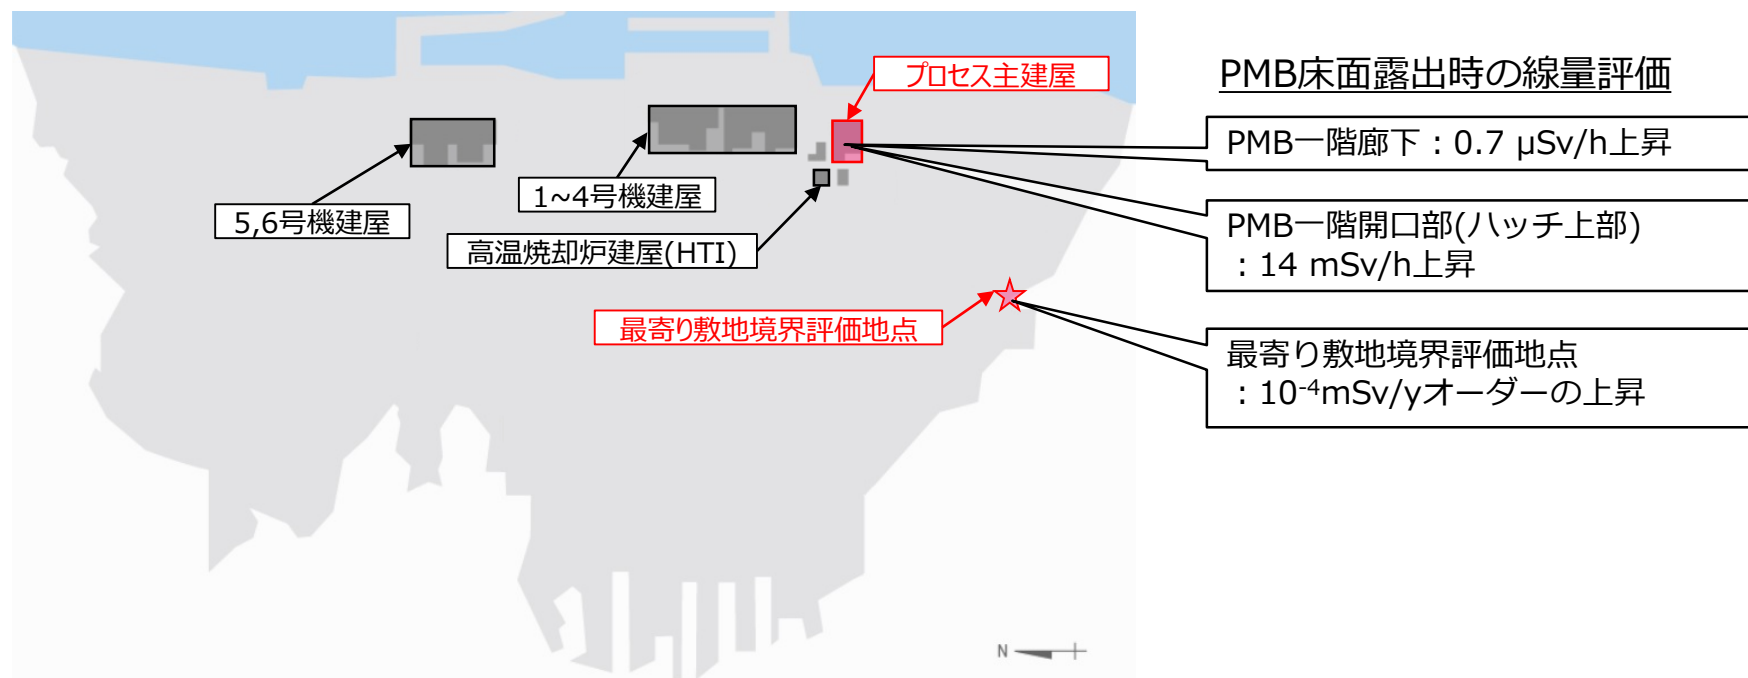 プロセス主建屋
PMB床面露出時の線量評価
PMB一階廊下：0.7 μSv/h上昇
1~4号機建屋
5,6号機建屋
PMB一階開口部(ハッチ上部)
：14 mSv/h上昇
高温焼却炉建屋(HTI)
最寄り敷地境界評価地点
最寄り敷地境界評価地点
：10⁻⁴mSv/yオーダーの上昇
N